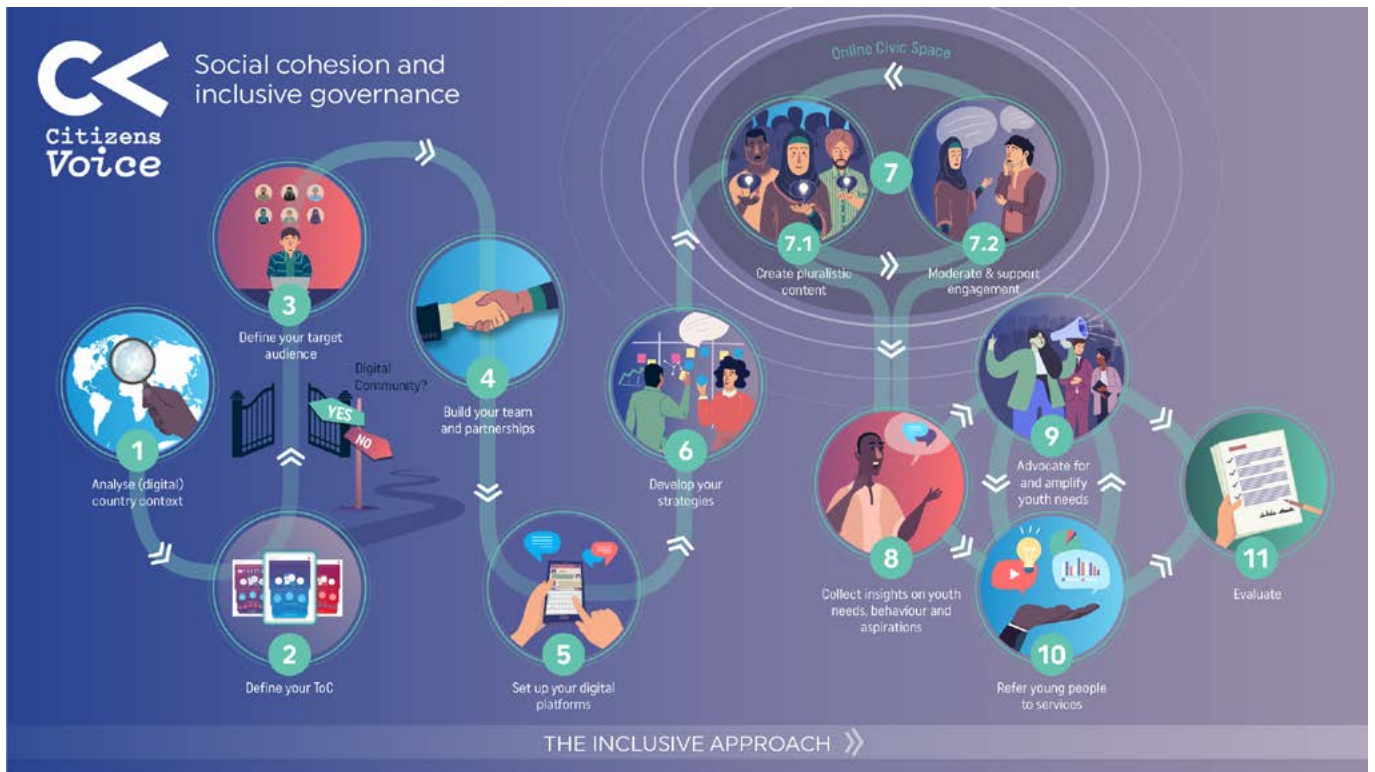 CV
Citizens
Voice
Social cohesion and
inclusive governance
1
Analyse (digital)
country context
2
Define your ToC
3
Define your target
audience
Digital
Community?
YES
NO
4
Build your team
and partnerships
5
Set up your digital
platforms
6
Develop your
strategies
Online Civic Space
7
7.1
Create pluralistic
content
7.2
Moderate & support
engagement
8
Collect insights on youth
needs, behaviour and
aspirations
9
Advocate for
and amplify
youth needs
10
Refer young people
to services
11
Evaluate
THE INCLUSIVE APPROACH